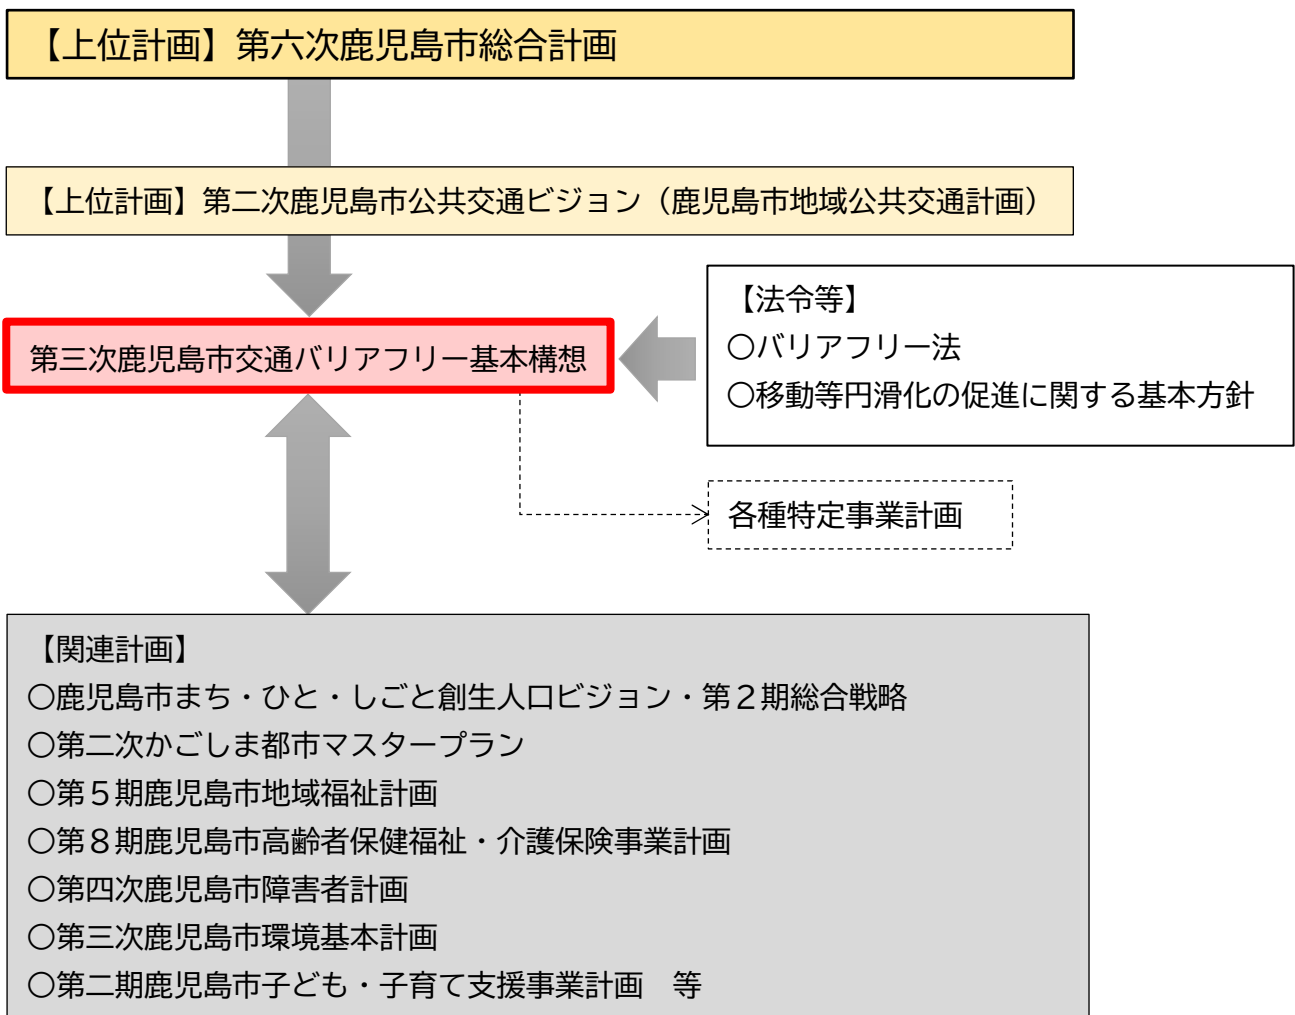 【上位計画】第六次鹿児島市総合計画
【上位計画】第二次鹿児島市公共交通ビジョン（鹿児島市地域公共交通計画）
第三次鹿児島市交通バリアフリー基本構想
【法令等】
〇バリアフリー法
〇移動等円滑化の促進に関する基本方針
各種特定事業計画
【関連計画】
〇鹿児島市まち・ひと・しごと創生人口ビジョン・第２期総合戦略
〇第二次かごしま都市マスタープラン
〇第５期鹿児島市地域福祉計画
〇第８期鹿児島市高齢者保健福祉・介護保険事業計画
〇第四次鹿児島市障害者計画
〇第三次鹿児島市環境基本計画
〇第二期鹿児島市子ども・子育て支援事業計画　等